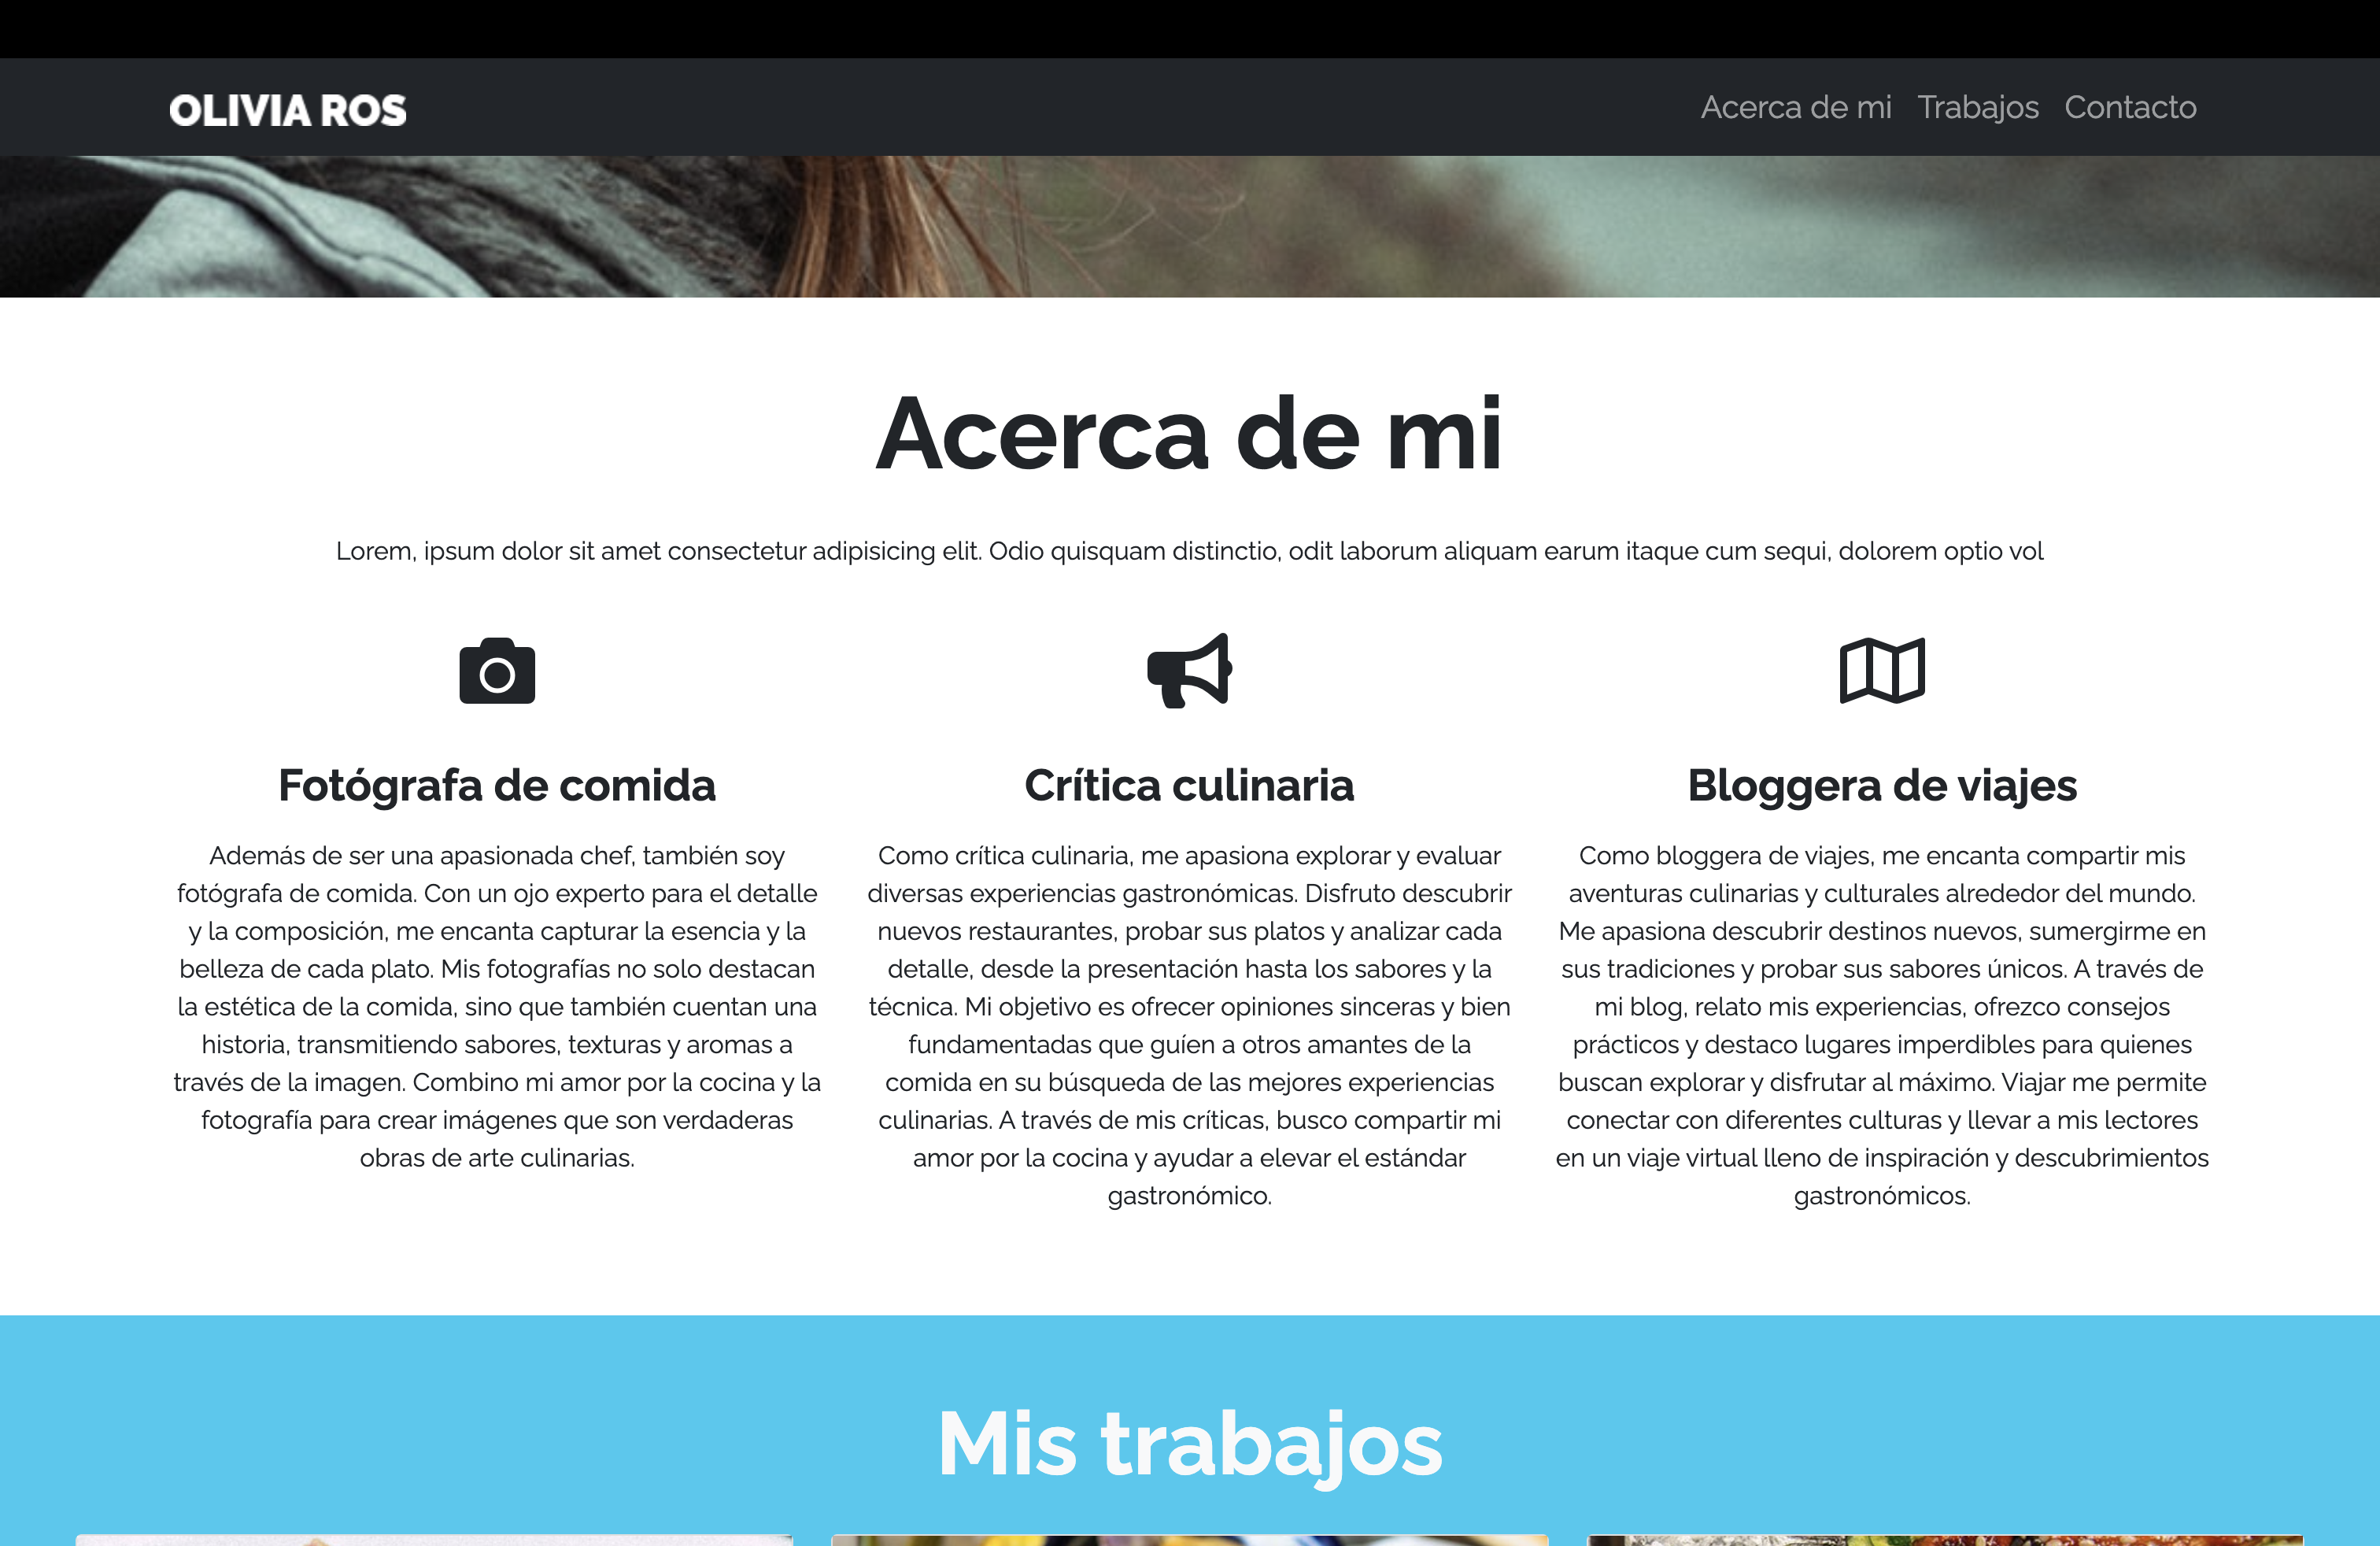 OLIVIA ROS
Acerca de mi Trabajos Contacto
Acerca de mi
Lorem, ipsum dolor sit amet consectetur adipisicing elit. Odio quisquam distinctio, odit laborum aliquam earum itaque cum sequi, dolorem optio vol
Fotógrafa de comida
Además de ser una apasionada chef, también soy
fotógrafa de comida. Con un ojo experto para el detalle
y la composición, me encanta capturar la esencia y la
belleza de cada plato. Mis fotografías no solo destacan
la estética de la comida, sino que también cuentan una
historia, transmitiendo sabores, texturas y aromas a
través de la imagen. Combino mi amor por la cocina y la
fotografía para crear imágenes que son verdaderas
obras de arte culinarias.
Crítica culinaria
Como crítica culinaria, me apasiona explorar y evaluar
diversas experiencias gastronómicas. Disfruto descubrir
nuevos restaurantes, probar sus platos y analizar cada
detalle, desde la presentación hasta los sabores y la
técnica. Mi objetivo es ofrecer opiniones sinceras y bien
fundamentadas que guíen a otros amantes de la
comida en su búsqueda de las mejores experiencias
culinarias. A través de mis críticas, busco compartir mi
amor por la cocina y ayudar a elevar el estándar
gastronómico.
Bloggera de viajes
Como bloggera de viajes, me encanta compartir mis
aventuras culinarias y culturales alrededor del mundo.
Me apasiona descubrir destinos nuevos, sumergirme en
sus tradiciones y probar sus sabores únicos. A través de
mi blog, relato mis experiencias, ofrezco consejos
prácticos y destaco lugares imperdibles para quienes
buscan explorar y disfrutar al máximo. Viajar me permite
conectar con diferentes culturas y llevar a mis lectores
en un viaje virtual lleno de inspiración y descubrimientos
gastronómicos.
Mis trabajos